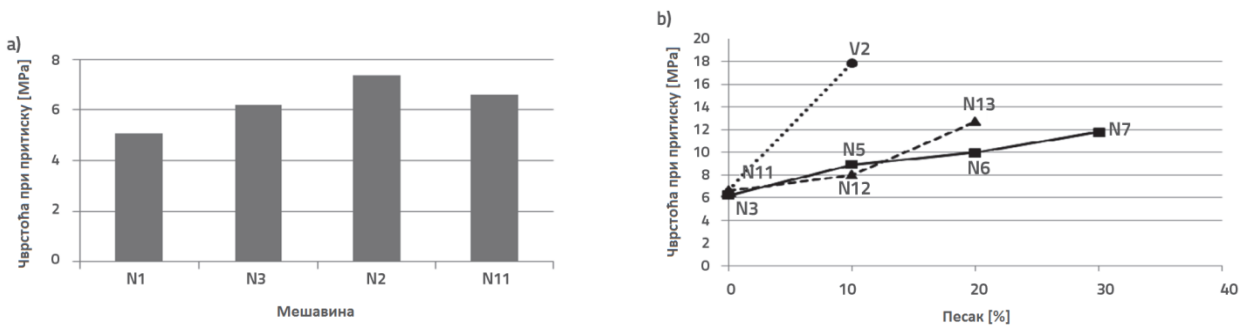 a)
Чврстоћа при притиску [MPa]
8
6
4
2
0
N1 N3 N2 N11
Мешавина
b)
Чврстоћа при притиску [MPa]
20
18
16
14
12
10
8
6
4
2
0
V2
N13
N7
N5
N6
N11
N12
N3
0 10 20 30 40
Песак [%]